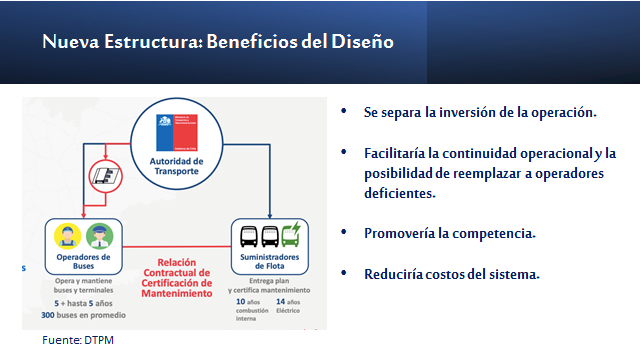 Nueva Estructura: Beneficios del Diseño
Autoridad de
Transporte
Operadores de
Buses
Opera y mantiene
buses y terminales
5 + hasta 5 años
300 buses en promedio
Relación
Contractual de
Certificación de
Mantenimiento
Suministradores
de Flota
Entrega plan
y certifica mantenimiento
10 años
combustión
interna
14 años
Eléctrico
s
Fuente: DTPM
• Se separa la inversión de la operación.
• Facilitaría la continuidad operacional y la
posibilidad de reemplazar a operadores
deficientes.
• Promovería la competencia.
• Reduciría costos del sistema.